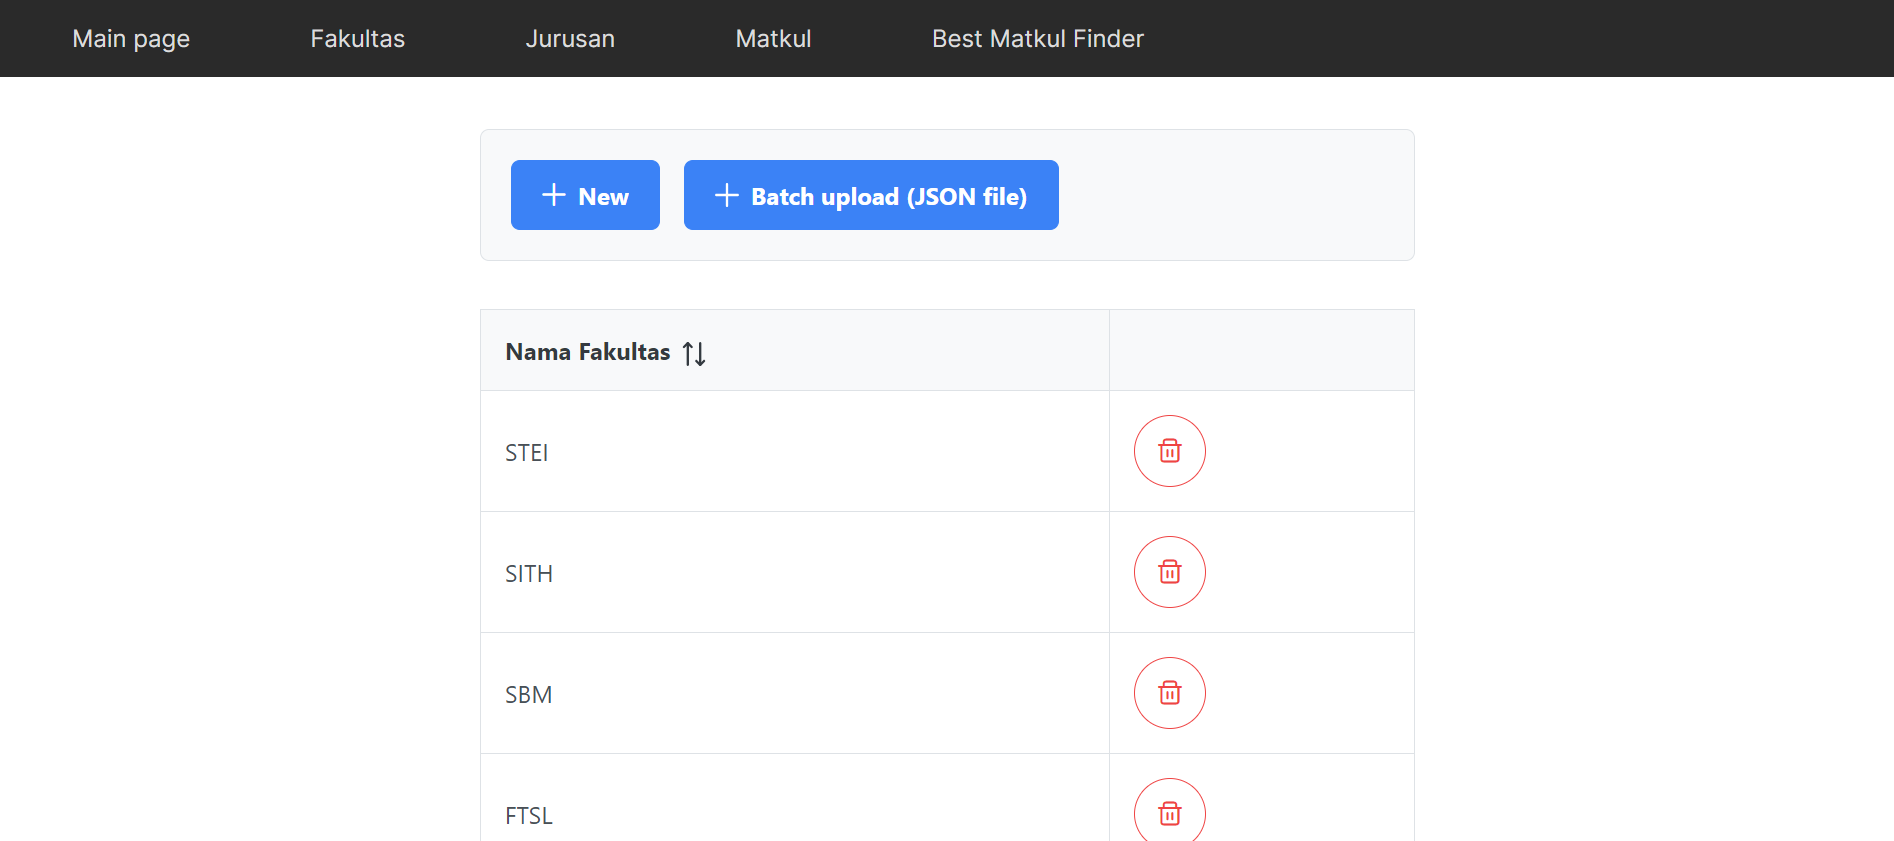 Main page Fakultas Jurusan Matkul Best Matkul Finder
New Batch upload (JSON file)
Nama Fakultas
STEI
SITH
SBM
FTSL